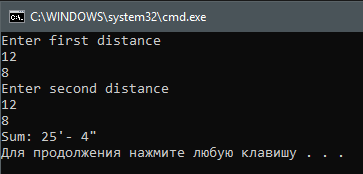 C:\WINDOWS\system32\cmd.exe
Enter first distance
12
8
Enter second distance
12
8
Sum: 25'- 4"
Для продолжения нажмите любую клавишу . . .